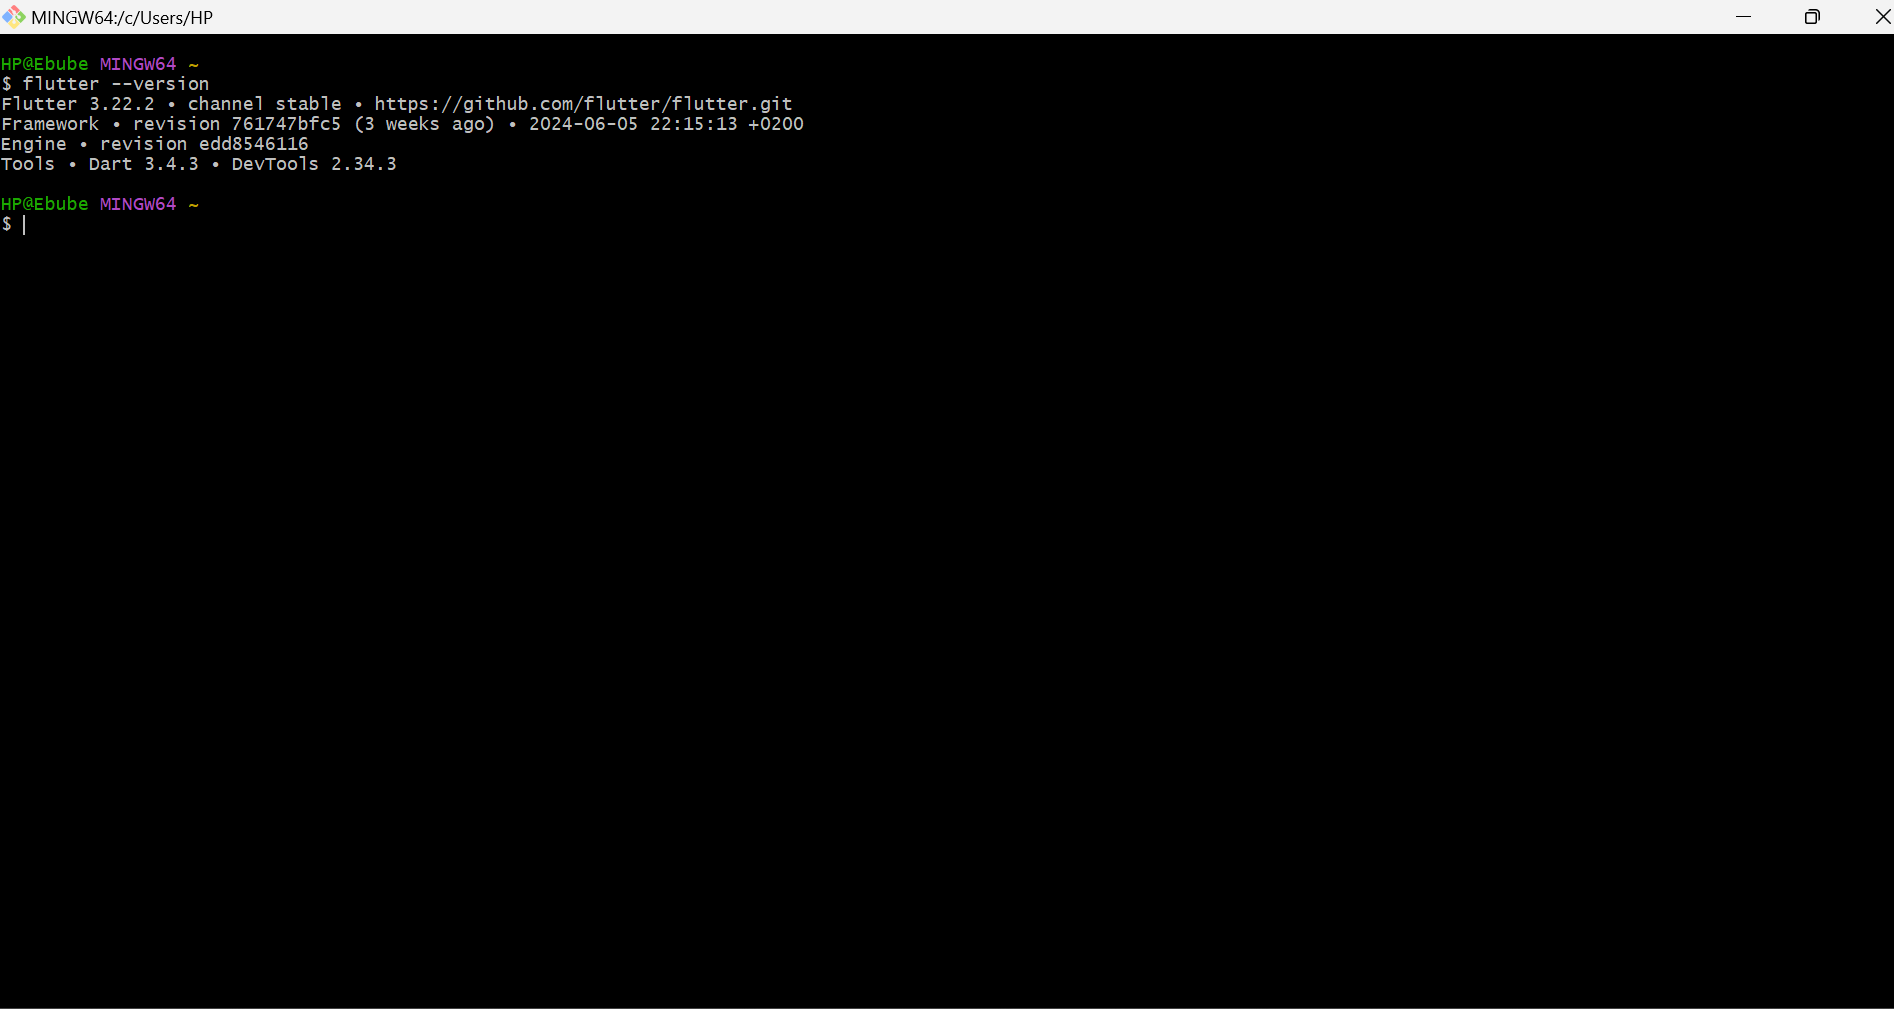 MINGW64:/c/Users/HP
HP@Ebube MINGW64 ~
$ flutter --version
Flutter 3.22.2 • channel stable • https://github.com/flutter/flutter.git
Framework • revision 761747bfc5 (3 weeks ago) • 2024-06-05 22:15:13 +0200
Engine • revision edd8546116
Tools • Dart 3.4.3 • DevTools 2.34.3
HP@Ebube MINGW64 ~
$